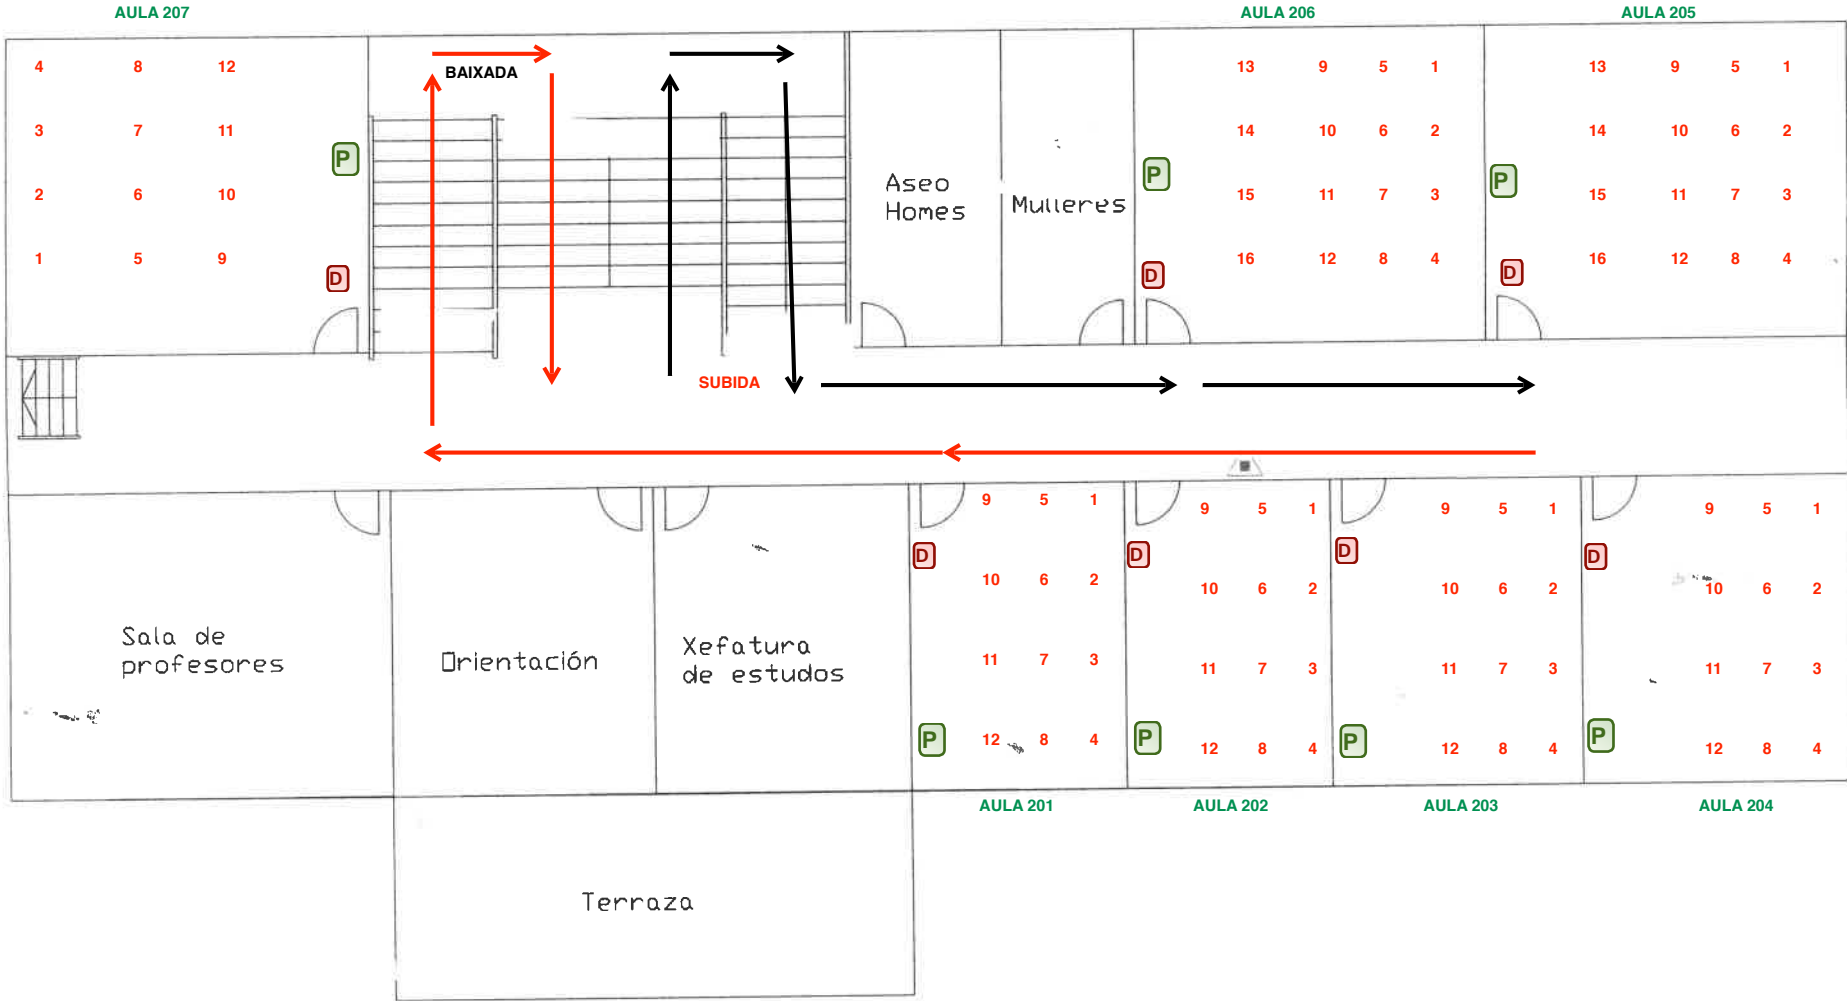 AULA 207
AULA 206
AULA 205
4 8 12
3 7 11
2 6 10
1 5 9
P
D
BAIXADA
SUBIDA
Aseo
Homes
Mulleres
13 9 5 1
14 10 6 2
15 11 7 3
16 12 8 4
P
D
13 9 5 1
14 10 6 2
15 11 7 3
16 12 8 4
P
D
Sala de
profesores
Orientación
Xefatura
de estudos
9 5 1
10 6 2
11 7 3
12 8 4
D
P
9 5 1
10 6 2
11 7 3
12 8 4
D
P
9 5 1
10 6 2
11 7 3
12 8 4
D
P
9 5 1
10 6 2
11 7 3
12 8 4
D
P
AULA 201
AULA 202
AULA 203
AULA 204
Terraza